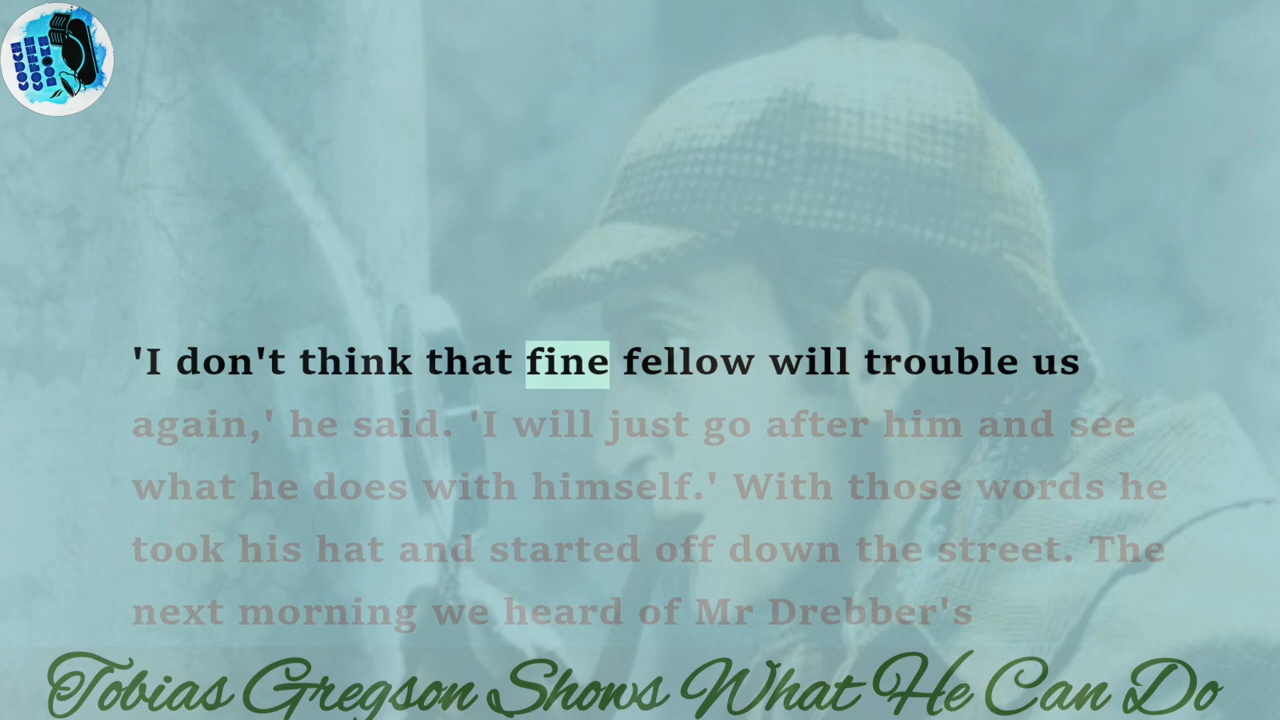 'I don't think that fine fellow will trouble us
again,' he said. 'I will just go after him and see
what he does with himself.' With those words he
took his hat and started off down the street. The
next morning we heard of Mr Drebber's
Tobias Gregson Shows What He Can Do